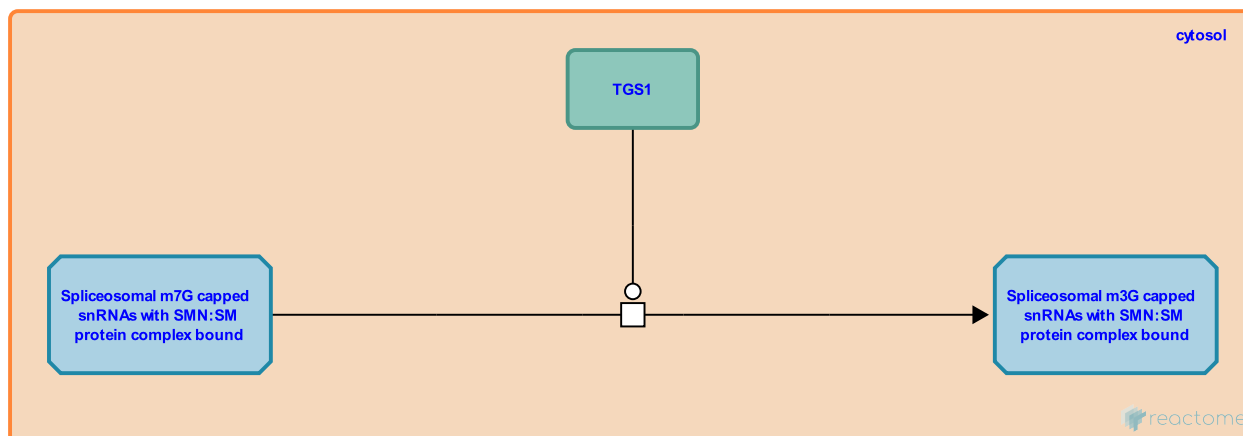 cytosol
TGS1
Spliceosomal m7G capped
snRNAs with SMN:SM
protein complex bound
Spliceosomal m3G capped
snRNAs with SMN:SM
protein complex bound
reactome